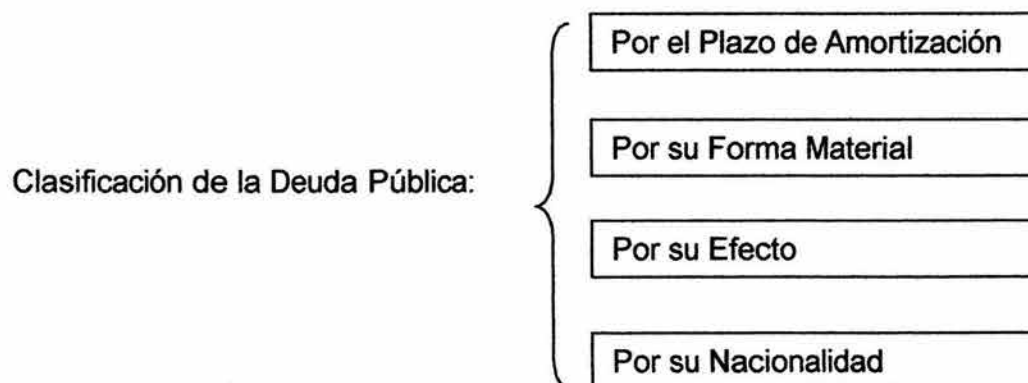 Por el Plazo de Amortización
Por su Forma Material
Clasificación de la Deuda Pública:
Por su Efecto
Por su Nacionalidad